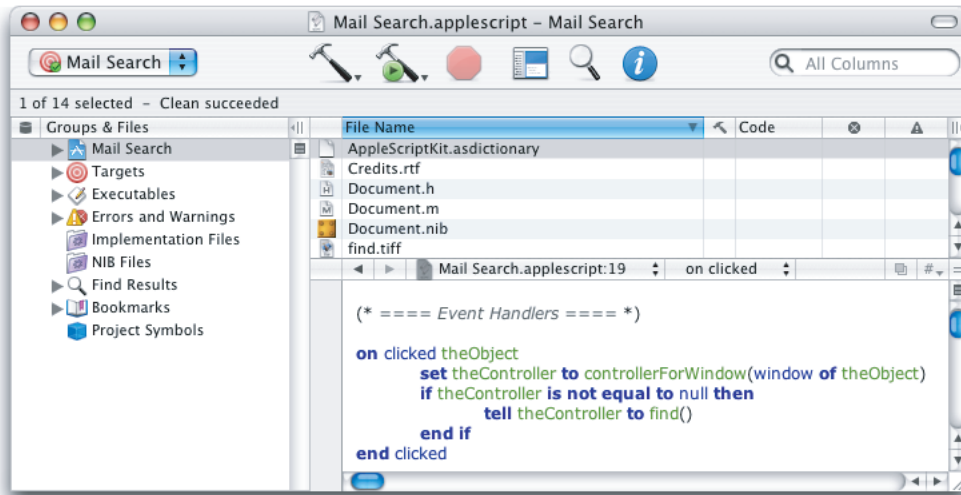 Mail Search.applescript – Mail Search
Mail Search
All Columns
1 of 14 selected – Clean succeeded
Groups & Files
File Name
Code
Mail Search
Targets
Executables
Errors and Warnings
Implementation Files
NIB Files
Find Results
Bookmarks
Project Symbols
AppleScriptKit.asdictionary
Credits.rtf
Document.h
Document.m
Document.nib
find.tiff
Mail Search.applescript:19
on clicked
#
(* ==== Event Handlers ==== *)
on clicked theObject
set theController to controllerForWindow(window of theObject)
if theController is not equal to null then
tell theController to find()
end if
end clicked